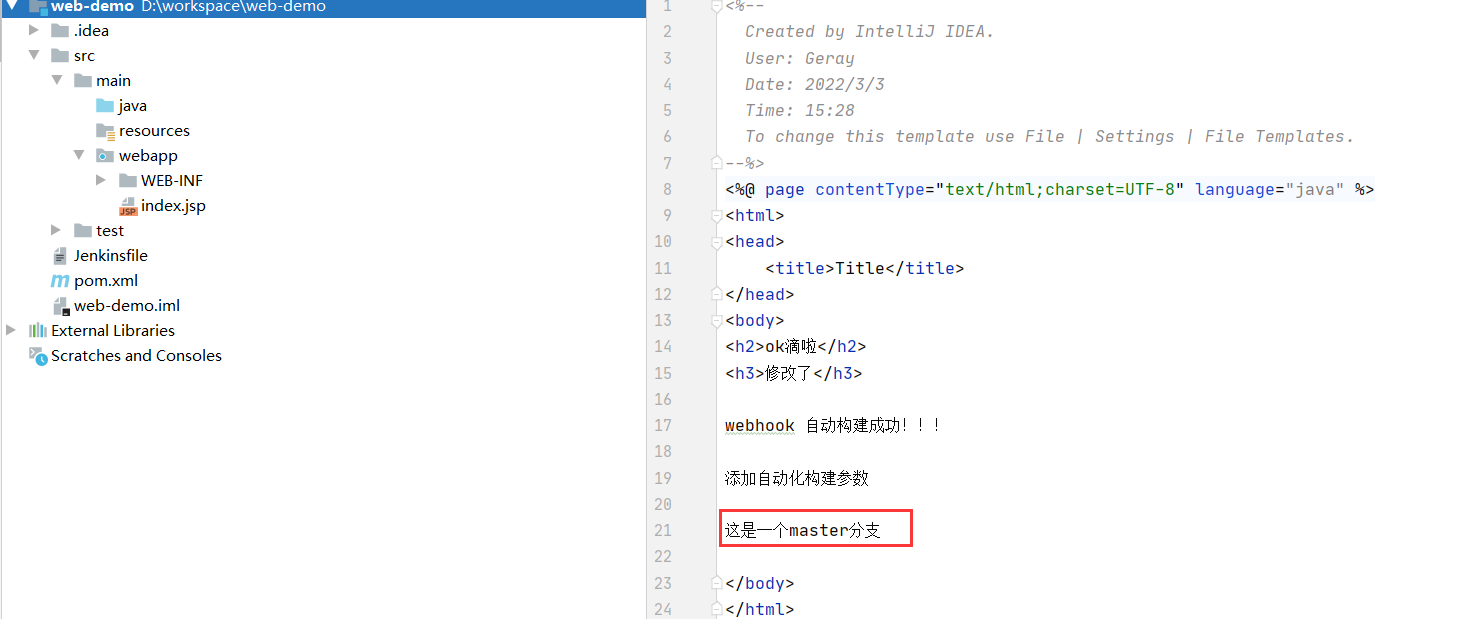 web-demo D:\workspace\web-demo
.idea
src
main
java
resources
webapp
WEB-INF
JSP
index.jsp
test
Jenkinsfile
m pom.xml
web-demo.iml
External Libraries
Scratches and Consoles
1 <%--
2 Created by IntelliJ IDEA.
3 User: Geray
4 Date: 2022/3/3
5 Time: 15:28
6 To change this template use File | Settings | File Templates.
7 --%>
8 <%@ page contentType="text/html;charset=UTF-8" language="java" %>
9 <html>
10 <head>
11 <title>Title</title>
12 </head>
13 <body>
14 <h2>ok滴啦</h2>
15 <h3>修改了</h3>
16
17 webhook 自动构建成功！！！
18
19 添加自动化构建参数
20
21 这是一个master分支
22
23 </body>
24 </html>